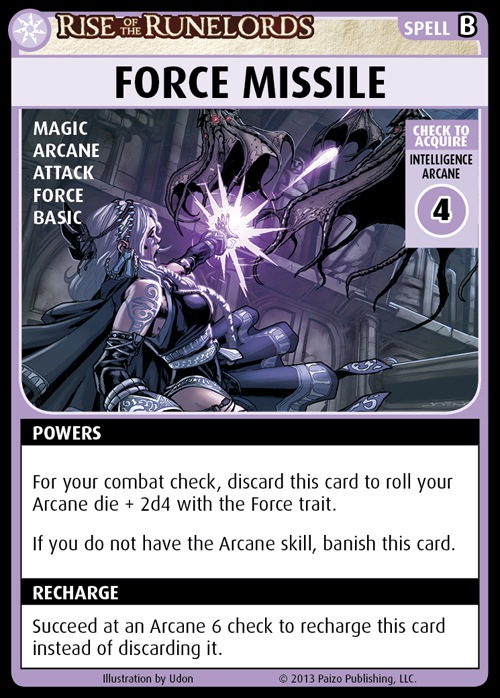 RISE OF THE RUNELORDS
SPELL B
FORCE MISSILE
MAGIC
ARCANE
ATTACK
FORCE
BASIC
CHECK TO
ACQUIRE
INTELLIGENCE
ARCANE
4
POWERS
For your combat check, discard this card to roll your
Arcane die + 2d4 with the Force trait.
If you do not have the Arcane skill, banish this card.
RECHARGE
Succeed at an Arcane 6 check to recharge this card
instead of discarding it.
Illustration by Udon © 2013 Paizo Publishing, LLC.